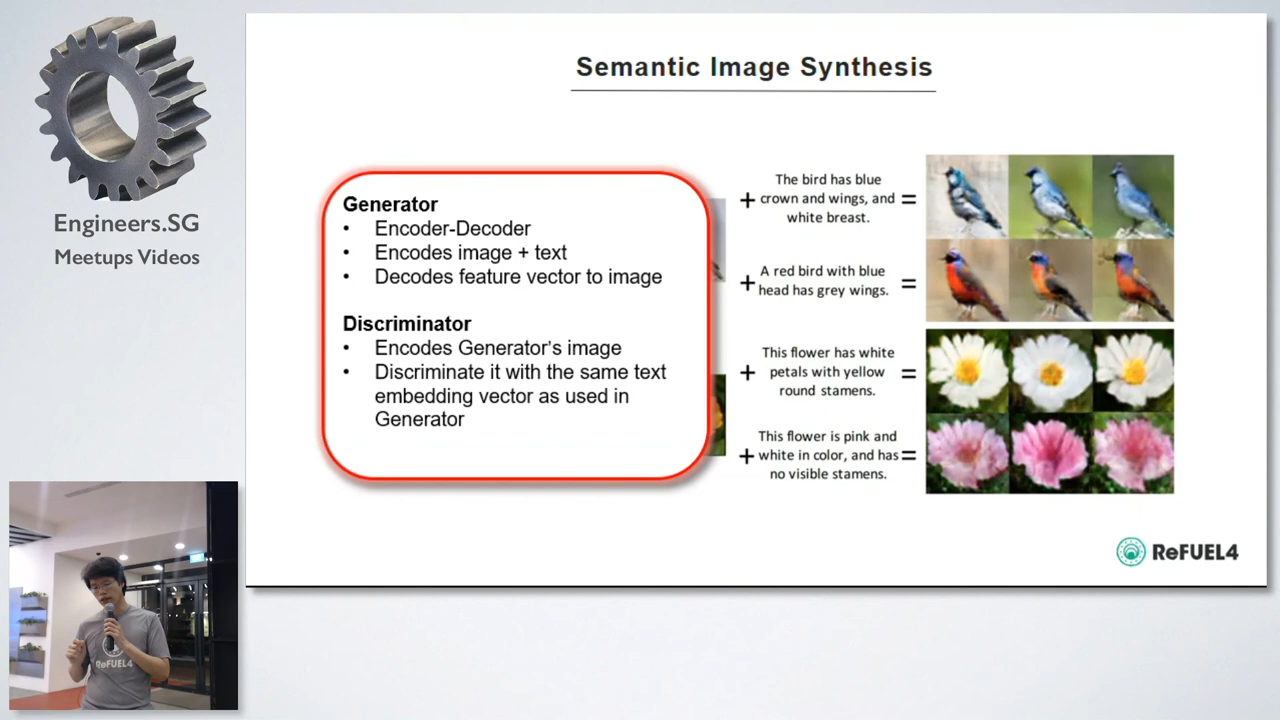 Engineers.SG
Meetups Videos
Semantic Image Synthesis
Generator
• Encoder-Decoder
• Encodes image + text
• Decodes feature vector to image
Discriminator
• Encodes Generator's image
• Discriminate it with the same text
embedding vector as used in
Generator
The bird has blue
+ crown and wings, and =
white breast.
+ A red bird with blue =
head has grey wings.
This flower has white
+ petals with yellow =
round stamens.
This flower is pink and
+ white in color, and has =
no visible stamens.
ReFUEL4
ReFUEL4